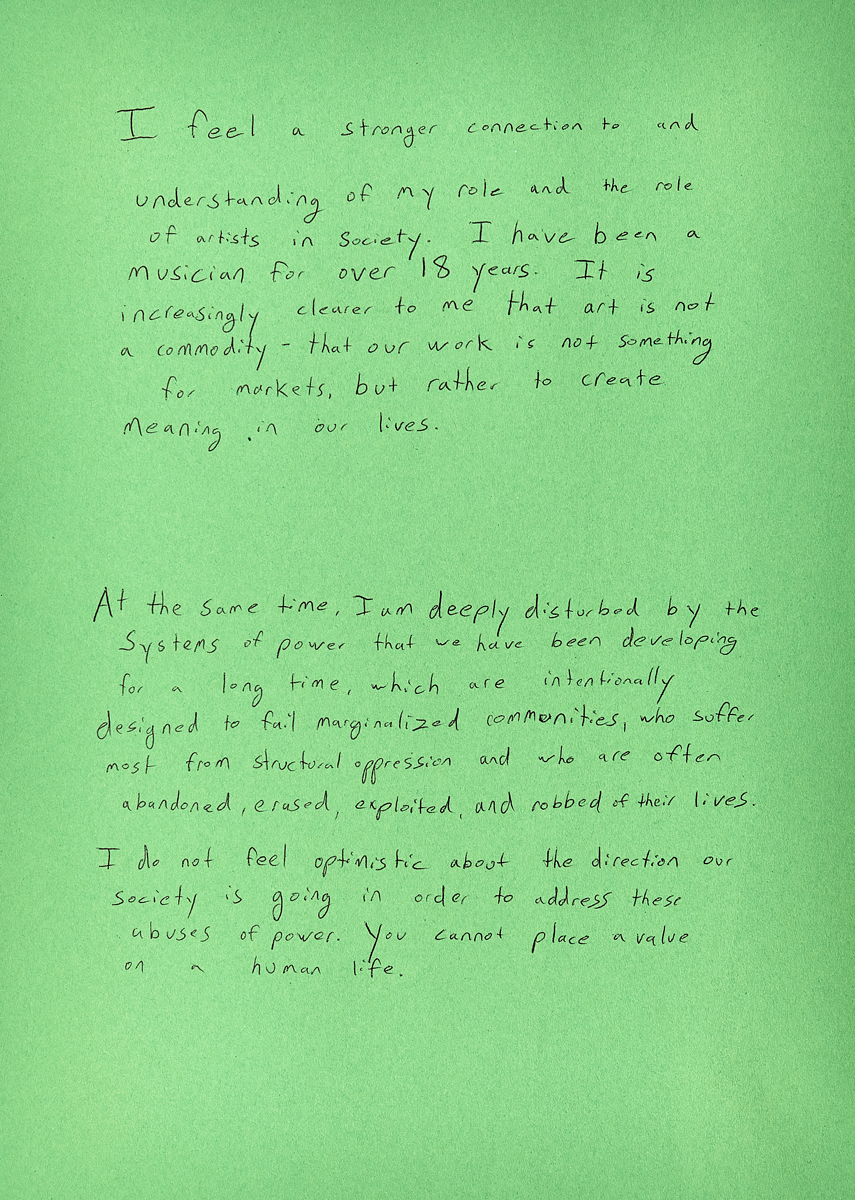 I feel a stronger connection to and
understanding of my role and the role
of artists in society. I have been a
musician for over 18 years. It is
increasingly clearer to me that art is not
a commodity - that our work is not something
for markets, but rather to create
meaning in our lives.
At the same time, I am deeply disturbed by the
systems of power that we have been developing
for a long time, which are intentionally
designed to fail marginalized communities, who suffer
most from structural oppression and who are often
abandoned, erased, exploited, and robbed of their lives.
I do not feel optimistic about the direction our
society is going in order to address these
abuses of power. You cannot place a value
on a human life.